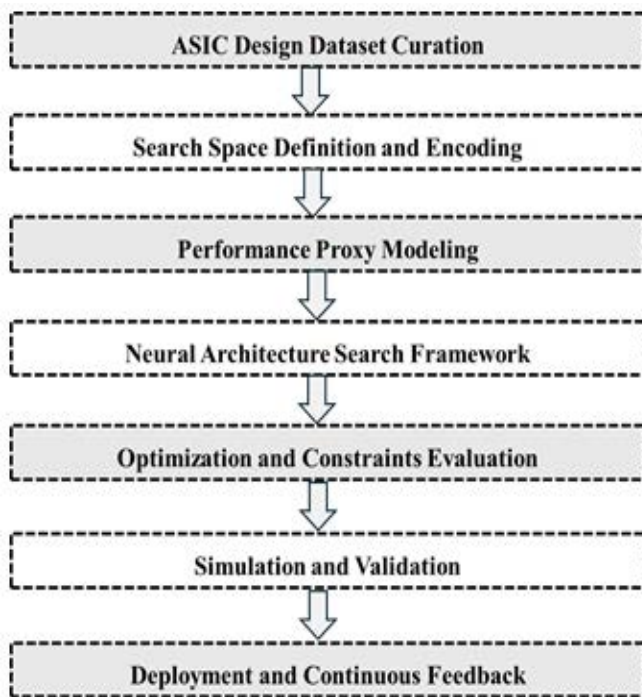 ASIC Design Dataset Curation
Search Space Definition and Encoding
Performance Proxy Modeling
Neural Architecture Search Framework
Optimization and Constraints Evaluation
Simulation and Validation
Deployment and Continuous Feedback